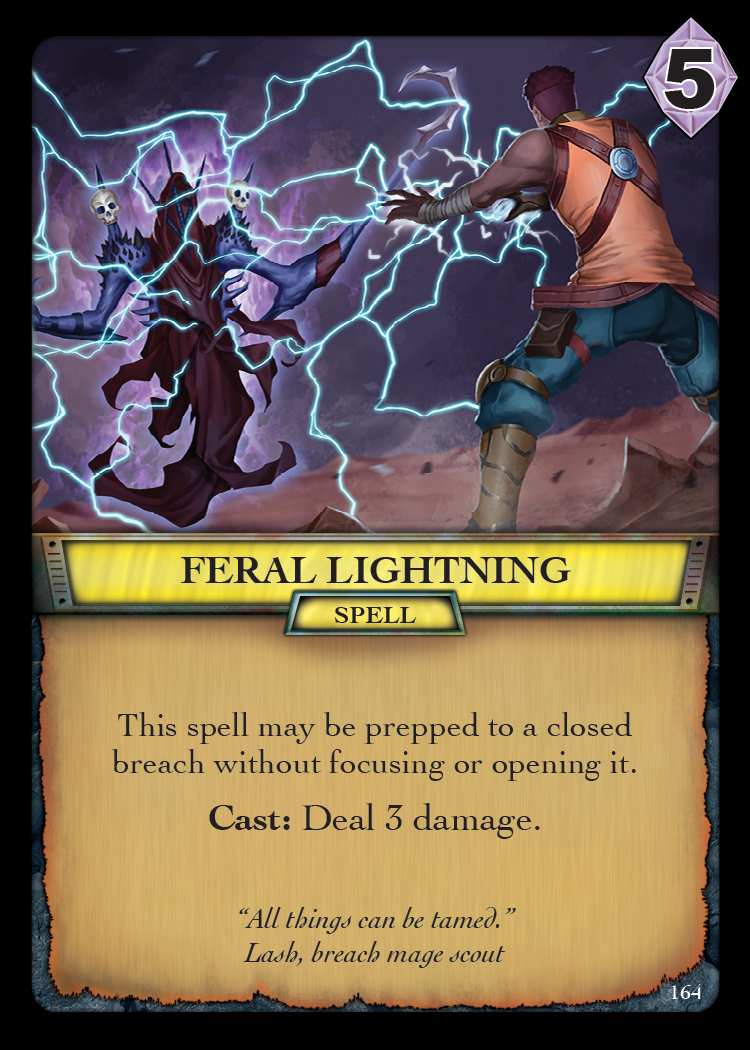 5
FERAL LIGHTNING
SPELL
This spell may be prepped to a closed
breach without focusing or opening it.
Cast: Deal 3 damage.
“All things can be tamed.”
Lash, breach mage scout
164